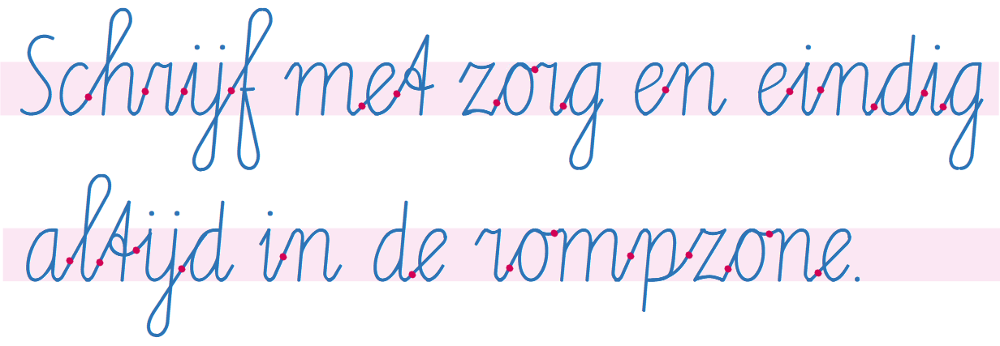 Schrijf met zorg en eindig
altijd in de rompzone.